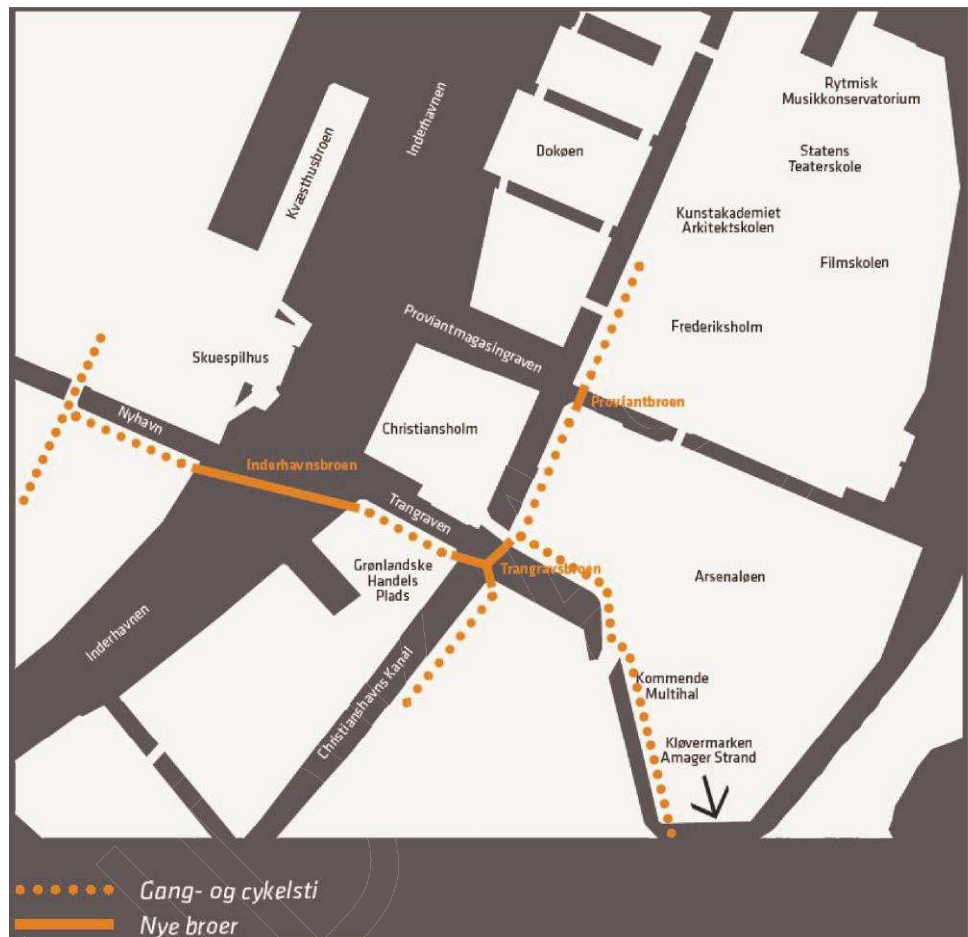 Rytmisk
Musikkonservatorium
Inderhavnen
Kvæsthusbroen
Dokøen
Statens
Teaterskole
Kunstakademiet
Arkitektskolen
Filmskolen
Frederiksholm
Proviantmagasingraven
Skuespilhus
Proviantbroen
Nyhavn
Christiansholm
Inderhavnsbroen
Trangraven
Grønlandske
Handels
Plads
Trangravsbroen
Arsenaløen
Inderhavnen
Christianshavns Kanal
Kommende
Multihal
Kløvermarken
Amager Strand
Gang- og cykelsti
Nye broer